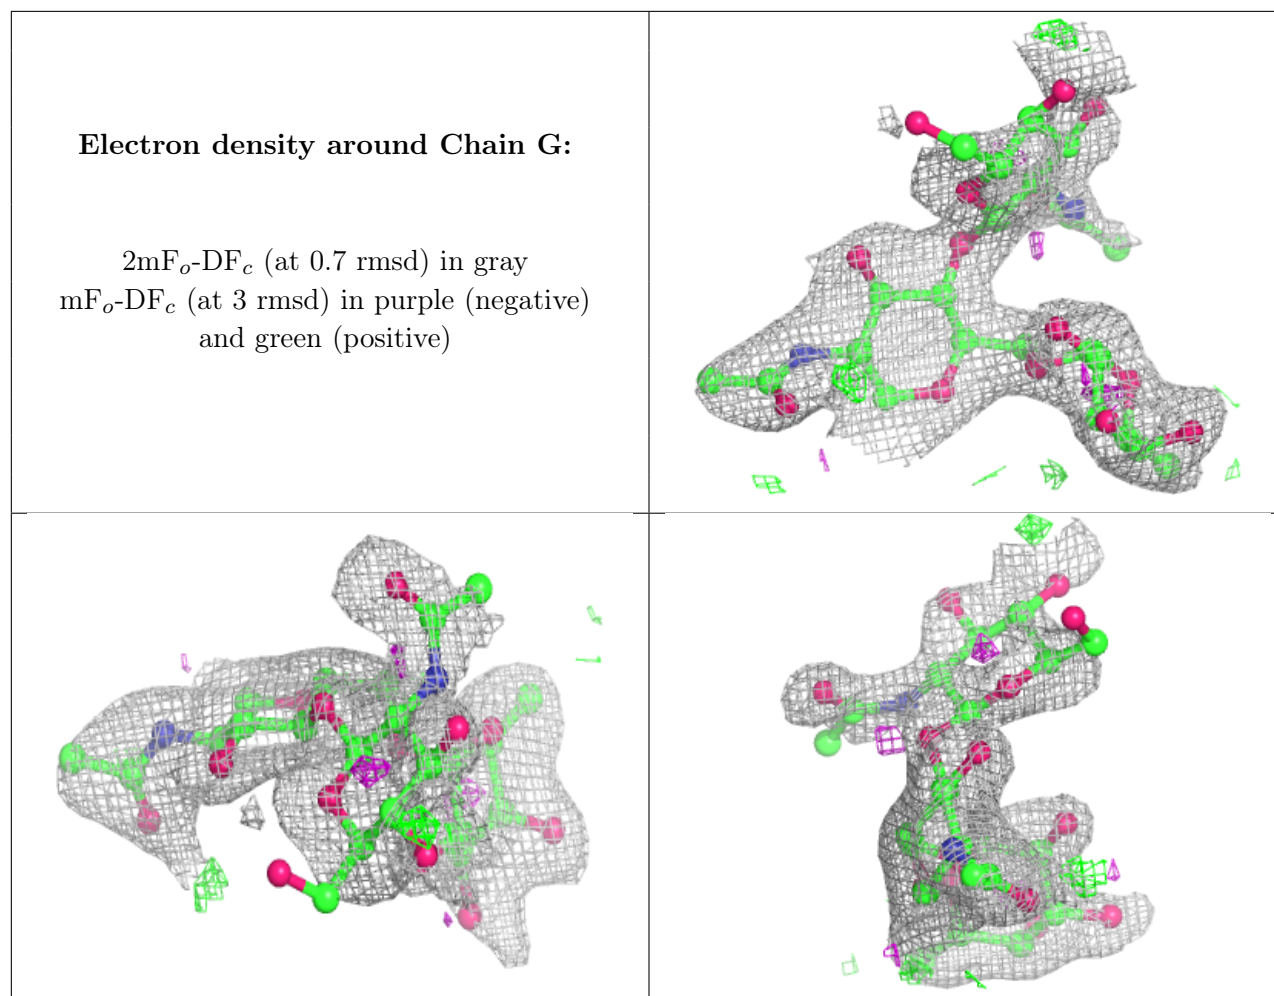 Electron density around Chain G:
2mFₒ-DF𝒸 (at 0.7 rmsd) in gray
mFₒ-DF𝒸 (at 3 rmsd) in purple (negative)
and green (positive)